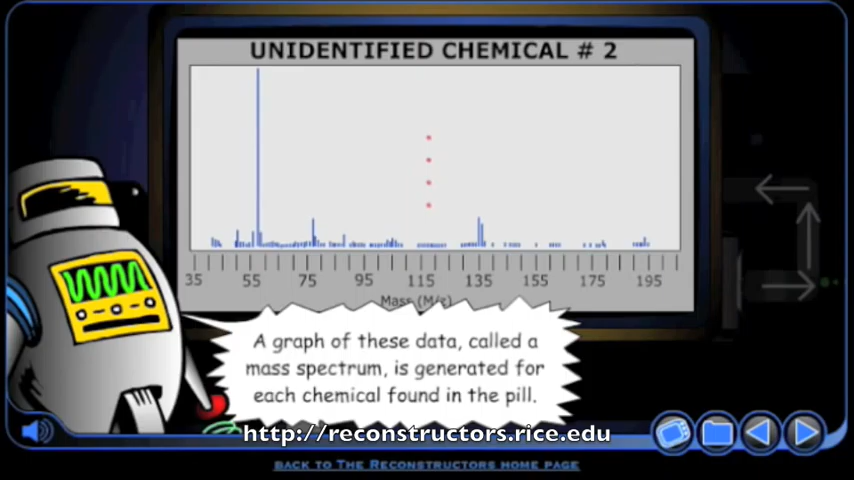 UNIDENTIFIED CHEMICAL # 2
35 55 75 95 115 135 155 175 195
Mass (M/z)
A graph of these data, called a
mass spectrum, is generated for
each chemical found in the pill.
http://reconstructors.rice.edu
BACK TO THE RECONSTRUCTORS HOME PAGE